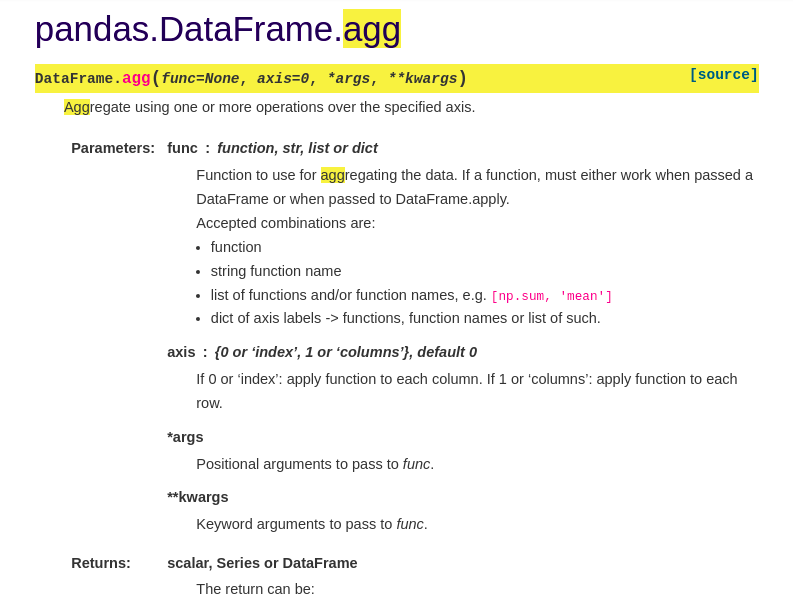 pandas.DataFrame.agg
DataFrame.agg(func=None, axis=0, *args, **kwargs) [source]
Aggregate using one or more operations over the specified axis.
Parameters: func : function, str, list or dict
Function to use for aggregating the data. If a function, must either work when passed a
DataFrame or when passed to DataFrame.apply.
Accepted combinations are:
• function
• string function name
• list of functions and/or function names, e.g. [np.sum, 'mean']
• dict of axis labels -> functions, function names or list of such.
axis : {0 or ‘index’, 1 or ‘columns’}, default 0
If 0 or ‘index’: apply function to each column. If 1 or ‘columns’: apply function to each
row.
*args
Positional arguments to pass to func.
**kwargs
Keyword arguments to pass to func.
Returns: scalar, Series or DataFrame
The return can be: